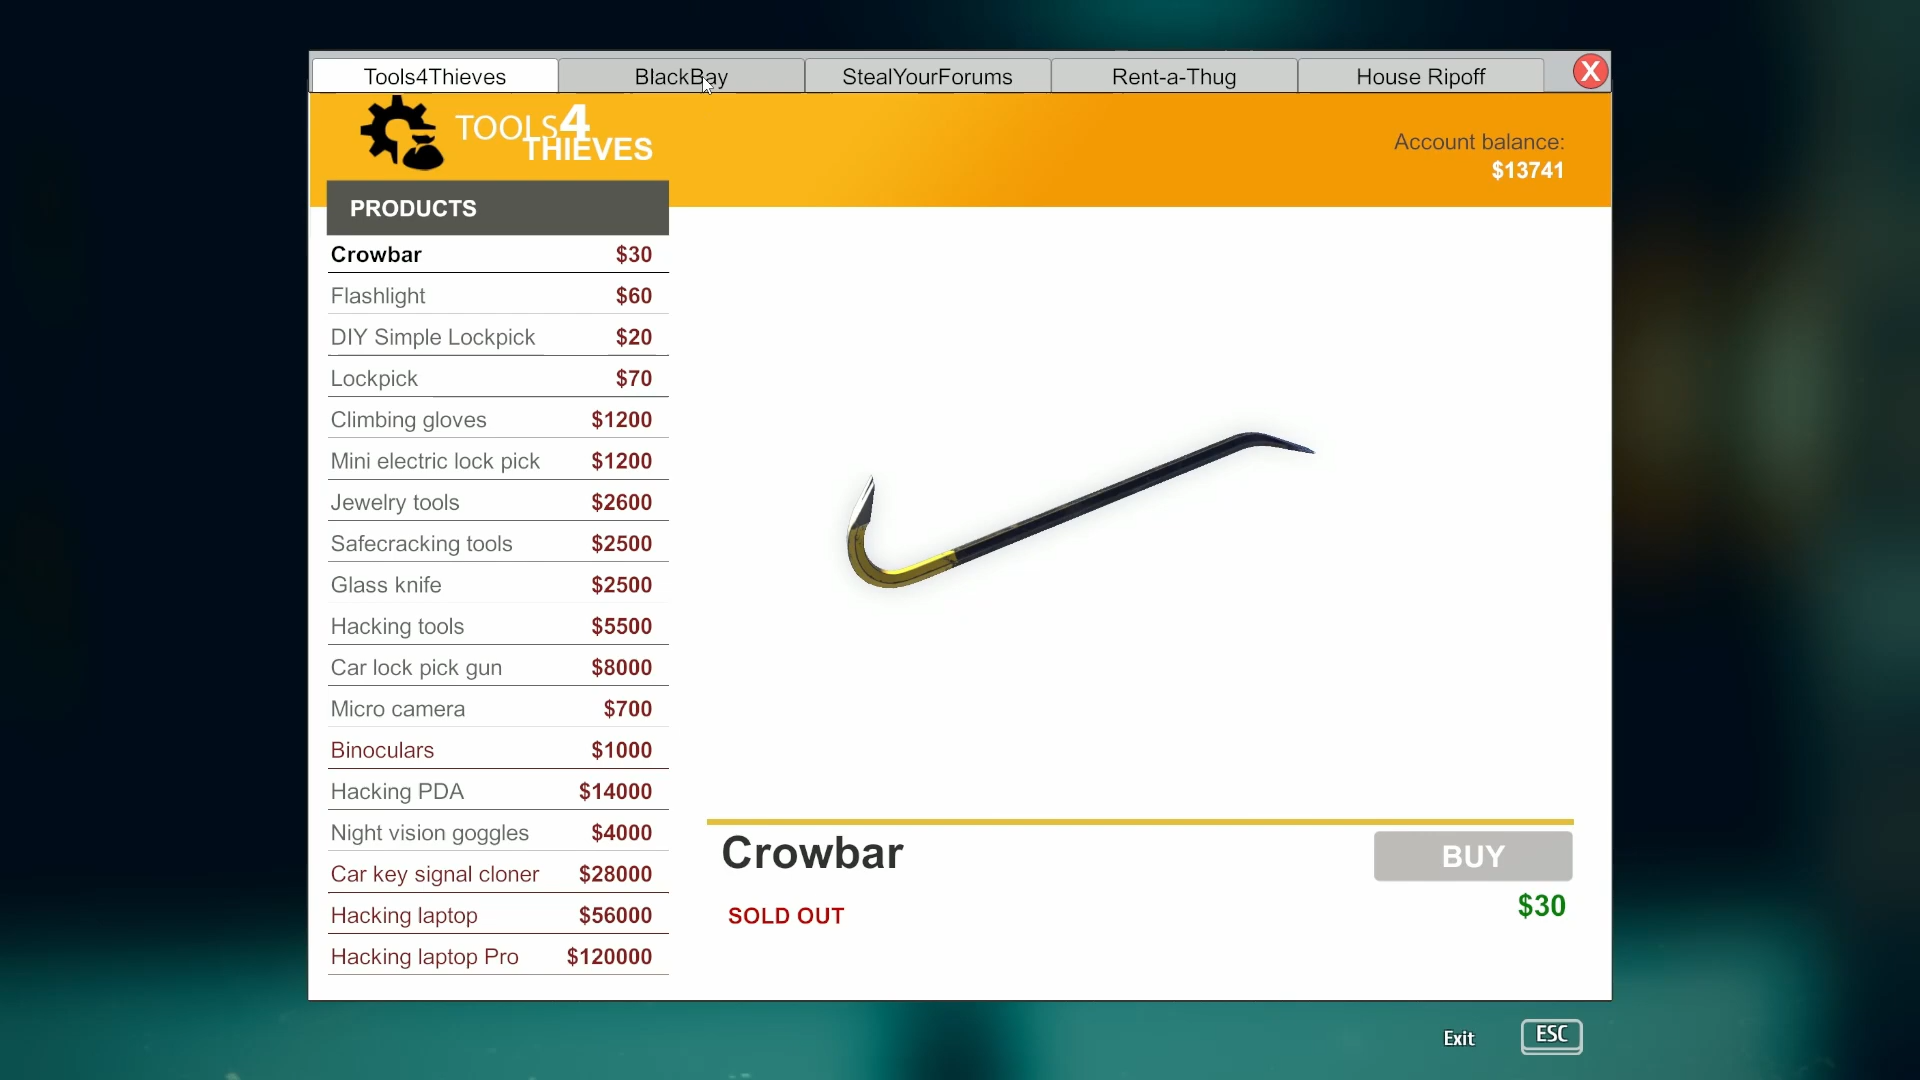 Tools4Thieves BlackBay StealYourForums Rent-a-Thug House Ripoff X
TOOLS4
THIEVES
Account balance:
$13741
PRODUCTS
Crowbar $30
Flashlight $60
DIY Simple Lockpick $20
Lockpick $70
Climbing gloves $1200
Mini electric lock pick $1200
Jewelry tools $2600
Safecracking tools $2500
Glass knife $2500
Hacking tools $5500
Car lock pick gun $8000
Micro camera $700
Binoculars $1000
Hacking PDA $14000
Night vision goggles $4000
Car key signal cloner $28000
Hacking laptop $56000
Hacking laptop Pro $120000
Crowbar
BUY
$30
SOLD OUT
Exit ESC